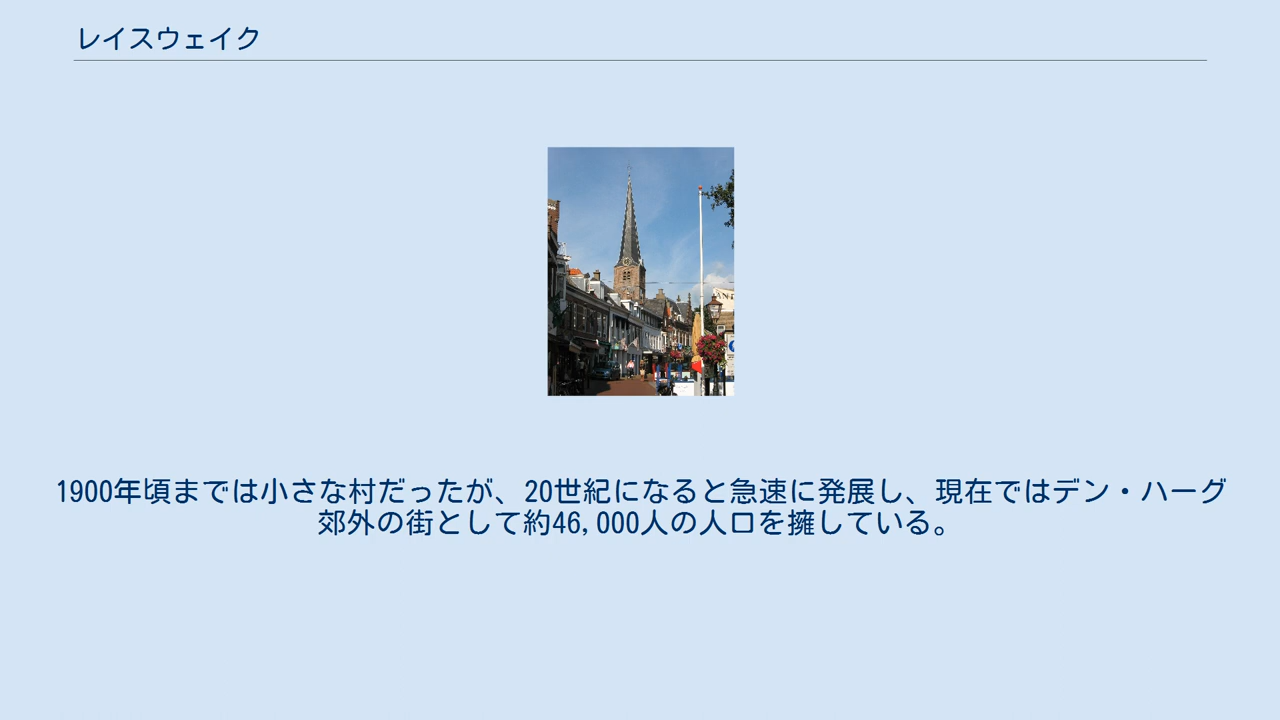 レイスウェイク
1900年頃までは小さな村だったが、20世紀になると急速に発展し、現在ではデン・ハーグ
郊外の街として約46,000人の人口を擁している。